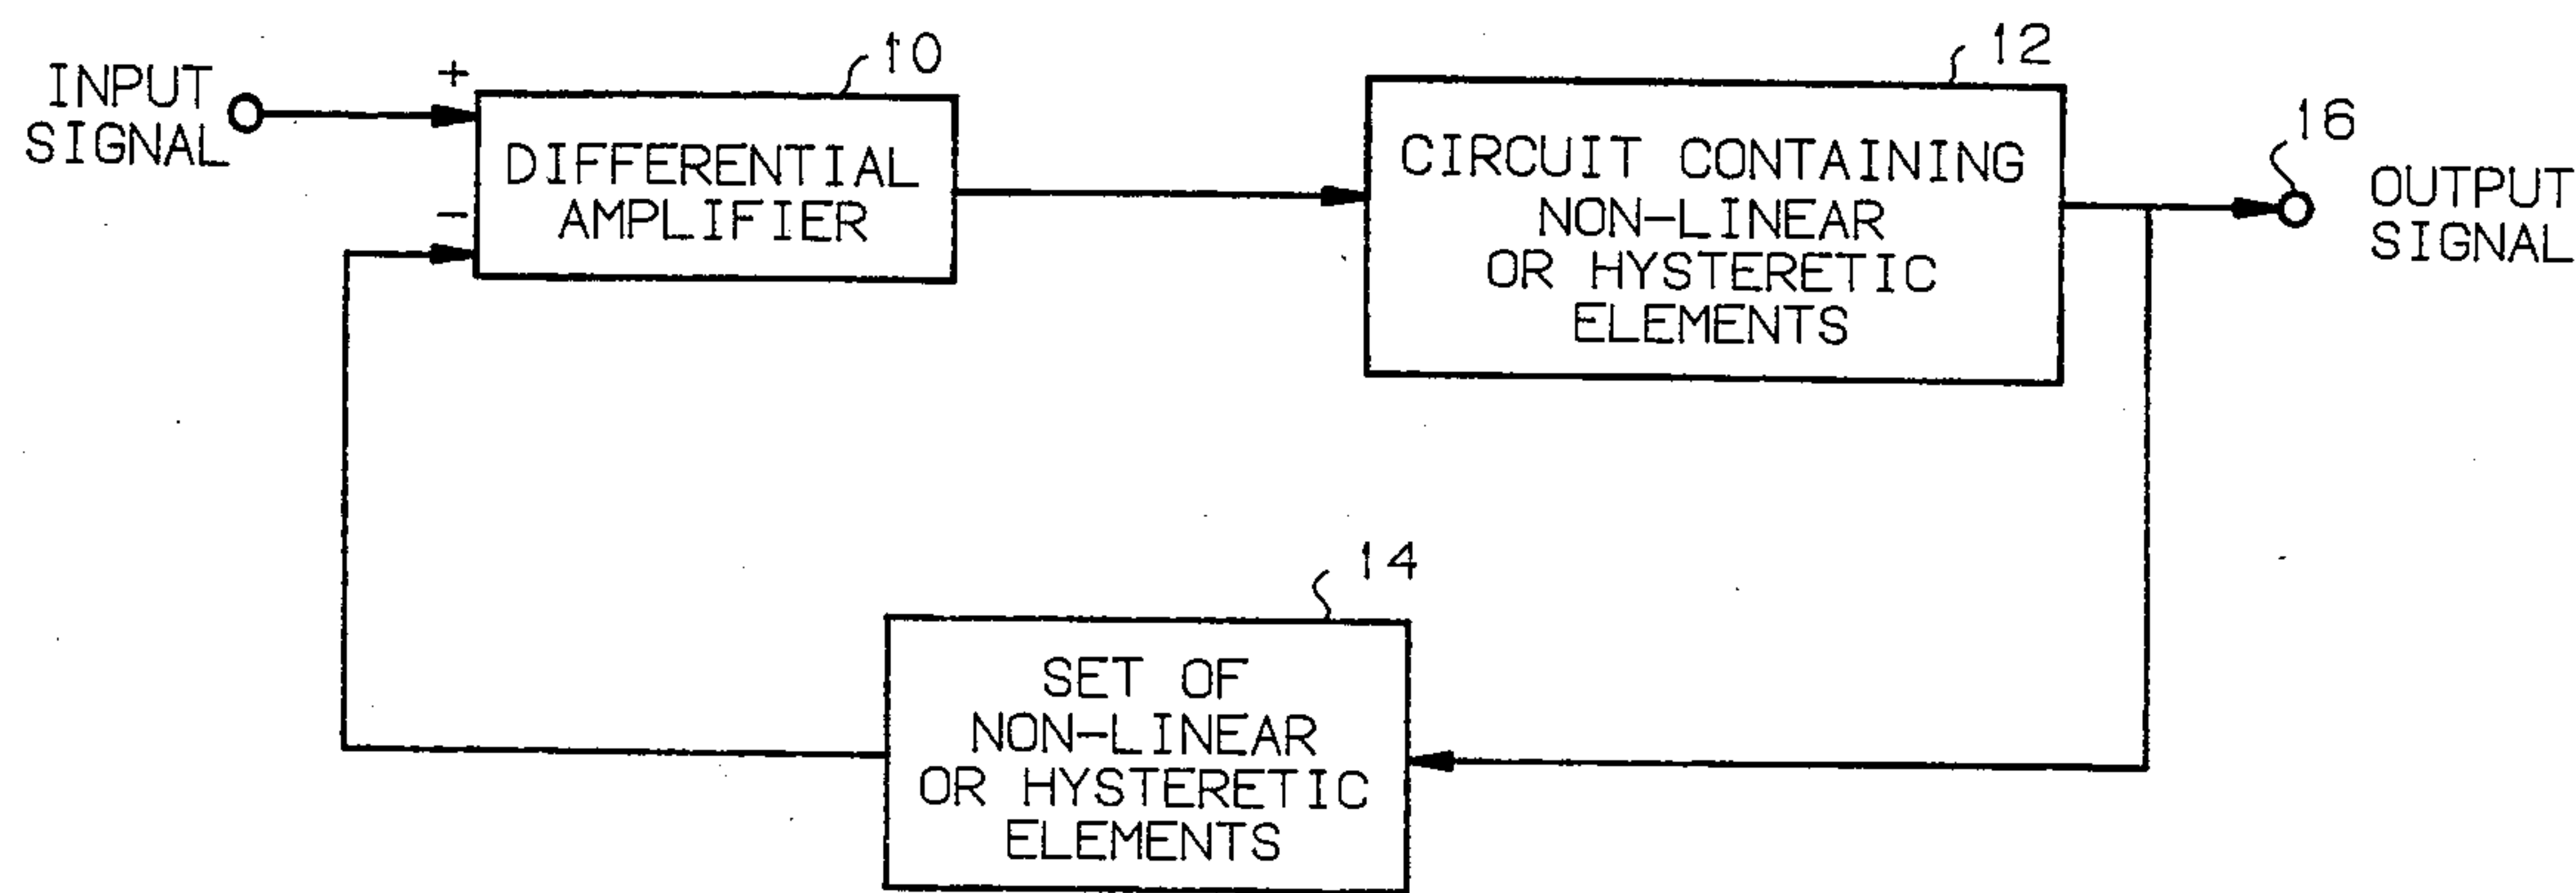 INPUT
SIGNAL
+
−
10
DIFFERENTIAL
AMPLIFIER
12
CIRCUIT CONTAINING
NON-LINEAR
OR HYSTERETIC
ELEMENTS
16
OUTPUT
SIGNAL
14
SET OF
NON-LINEAR
OR HYSTERETIC
ELEMENTS